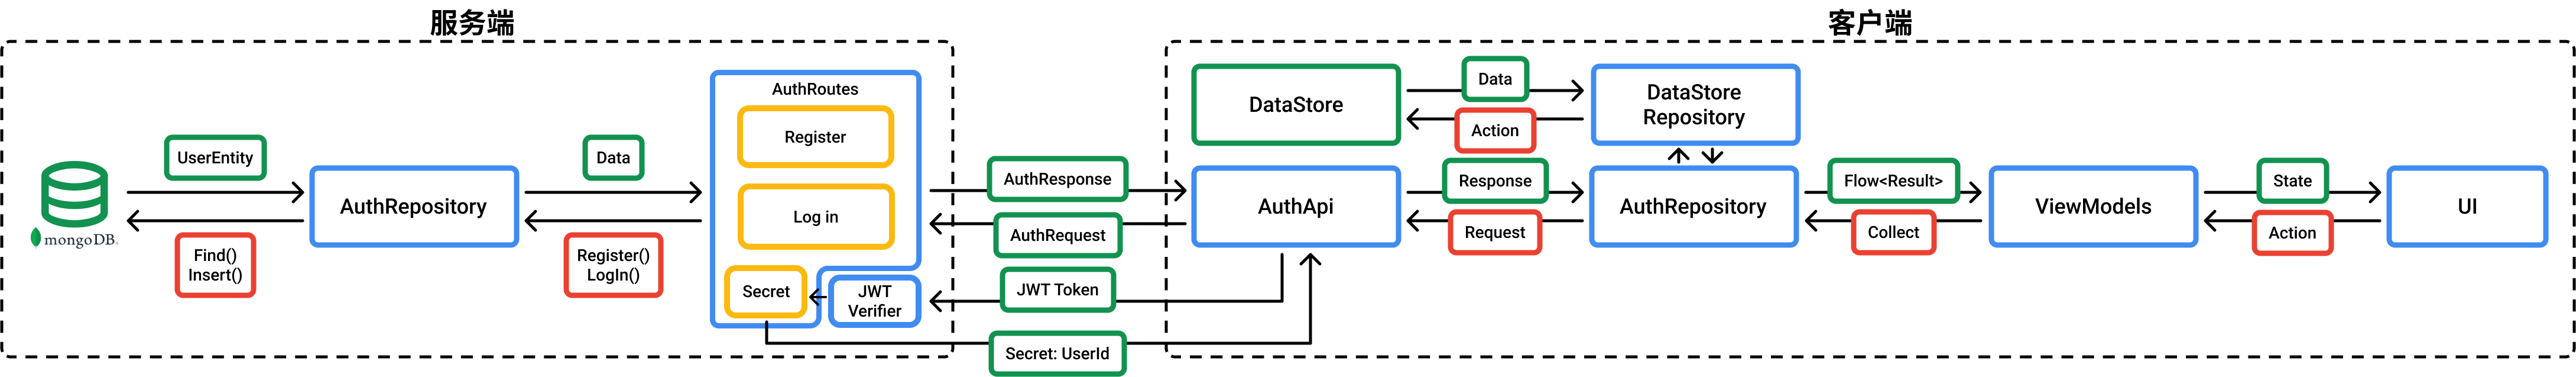 服务端
客户端
mongoDB.
UserEntity
Find()
Insert()
AuthRepository
Data
Register()
LogIn()
AuthRoutes
Register
Log in
Secret
JWT
Verifier
AuthResponse
AuthRequest
JWT Token
Secret: UserId
DataStore
Data
Action
DataStore
Repository
AuthApi
Response
Request
AuthRepository
Flow<Result>
Collect
ViewModels
State
Action
UI